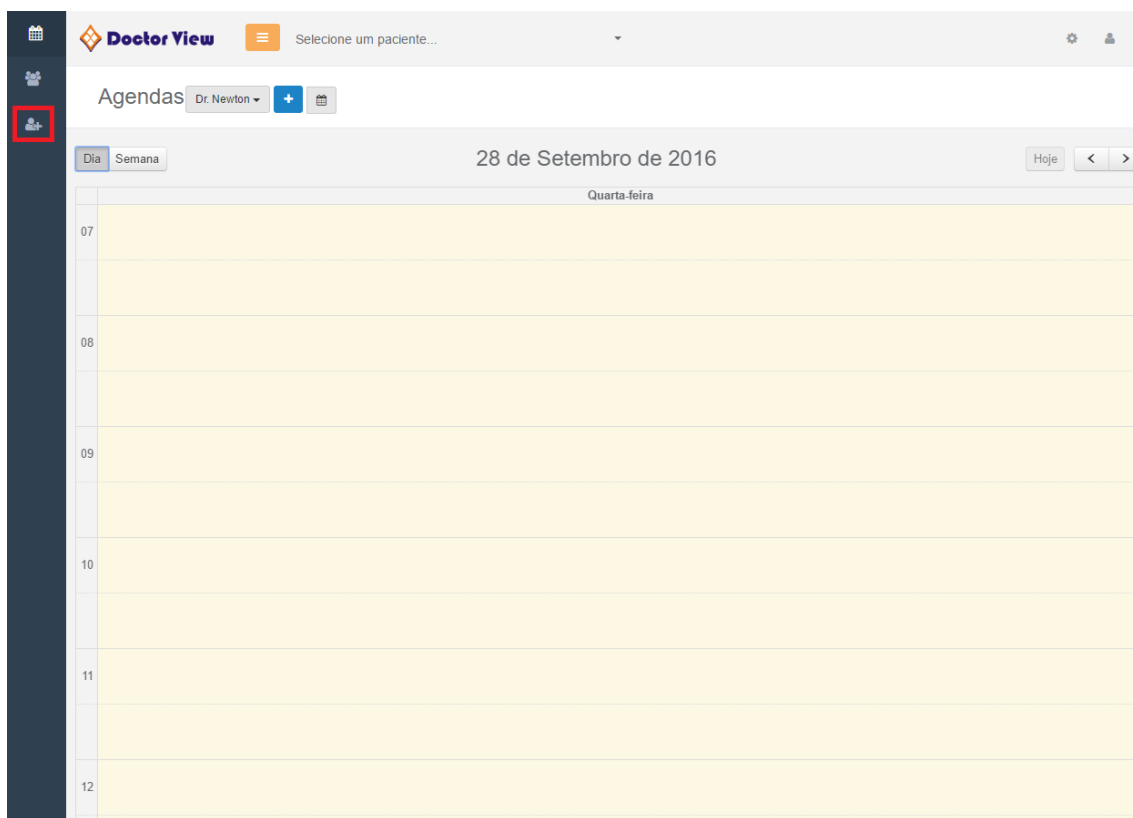 Doctor View
Selecione um paciente...
Agendas Dr. Newton
Dia Semana 28 de Setembro de 2016 Hoje
Quarta-feira
07
08
09
10
11
12